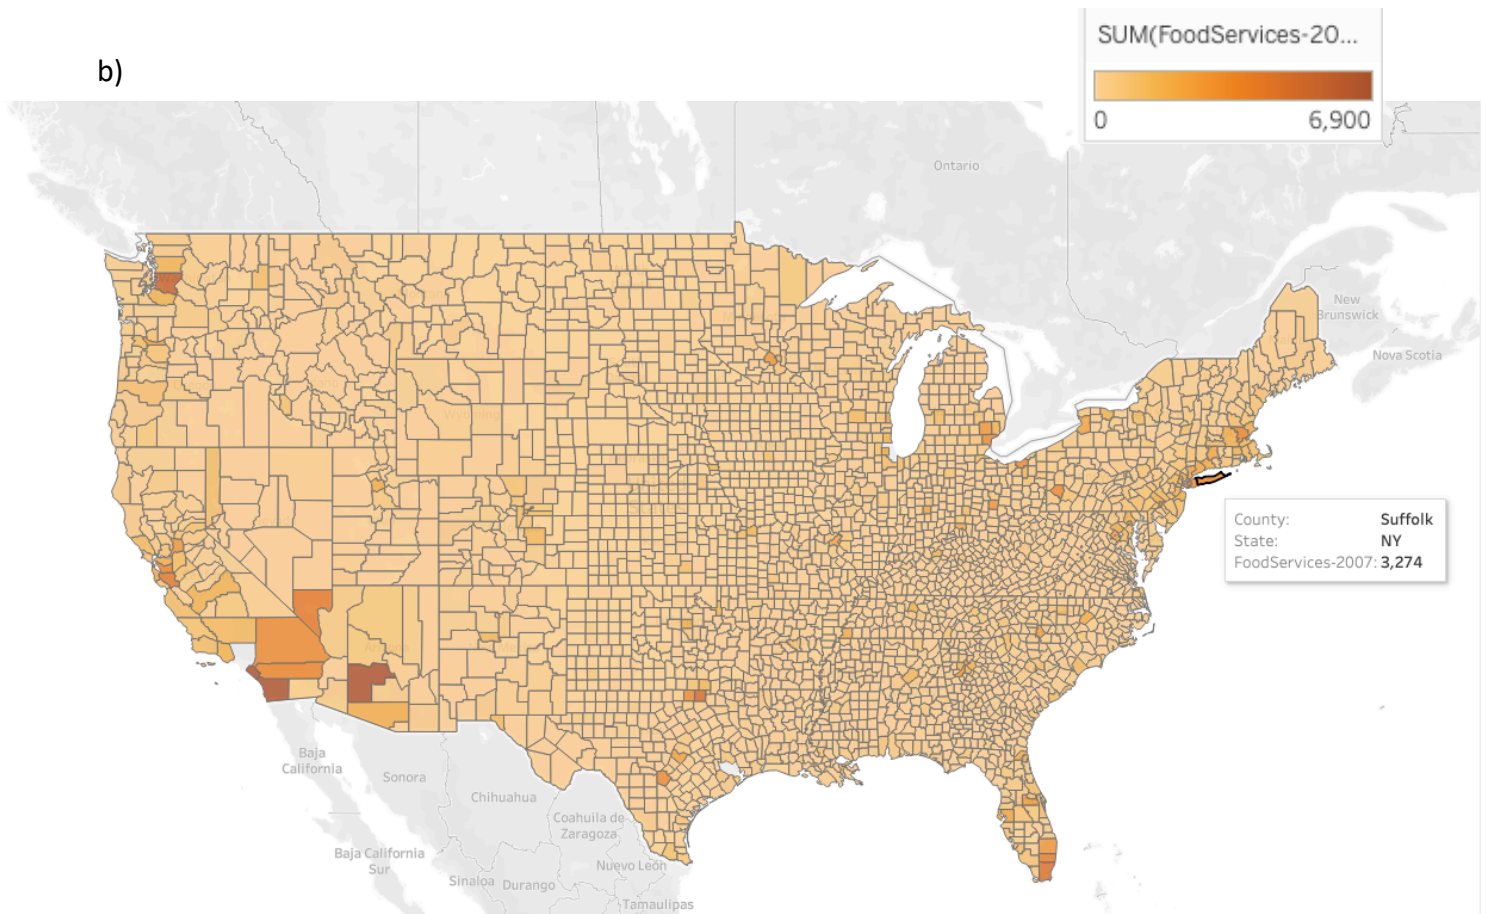 SUM(FoodServices-20...
b)
0 6,900
Ontario
New
Brunswick
Nova Scotia
Wyoming
County: Suffolk
State: NY
FoodServices-2007: 3,274
Baja
California
Sonora
Chihuahua
Coahuila de
Zaragoza
Baja California
Sur
Nuevo León
Sinaloa
Durango
Tamaulipas